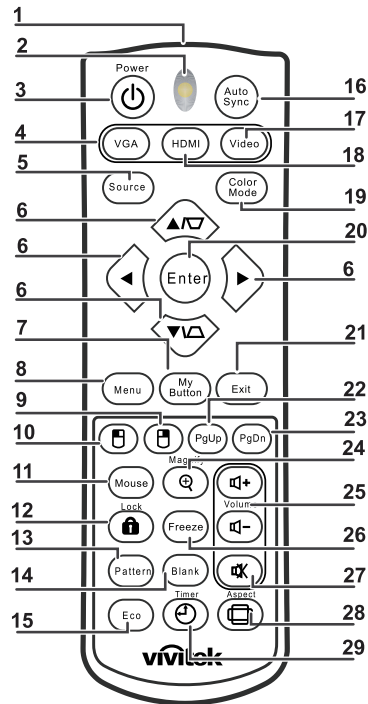 1
2
Power
3
Auto
Sync
16
4
VGA
HDMI
Video
17
18
5
Source
Color
Mode
19
6
20
6
Enter
6
6
7
21
8
Menu
My
Button
Exit
9
22
10
PgUp
PgDn
23
Magnify
24
11
Mouse
Volume
25
12
Lock
Freeze
26
13
Pattern
Blank
27
14
15
Eco
Timer
Aspect
28
29
vivitek